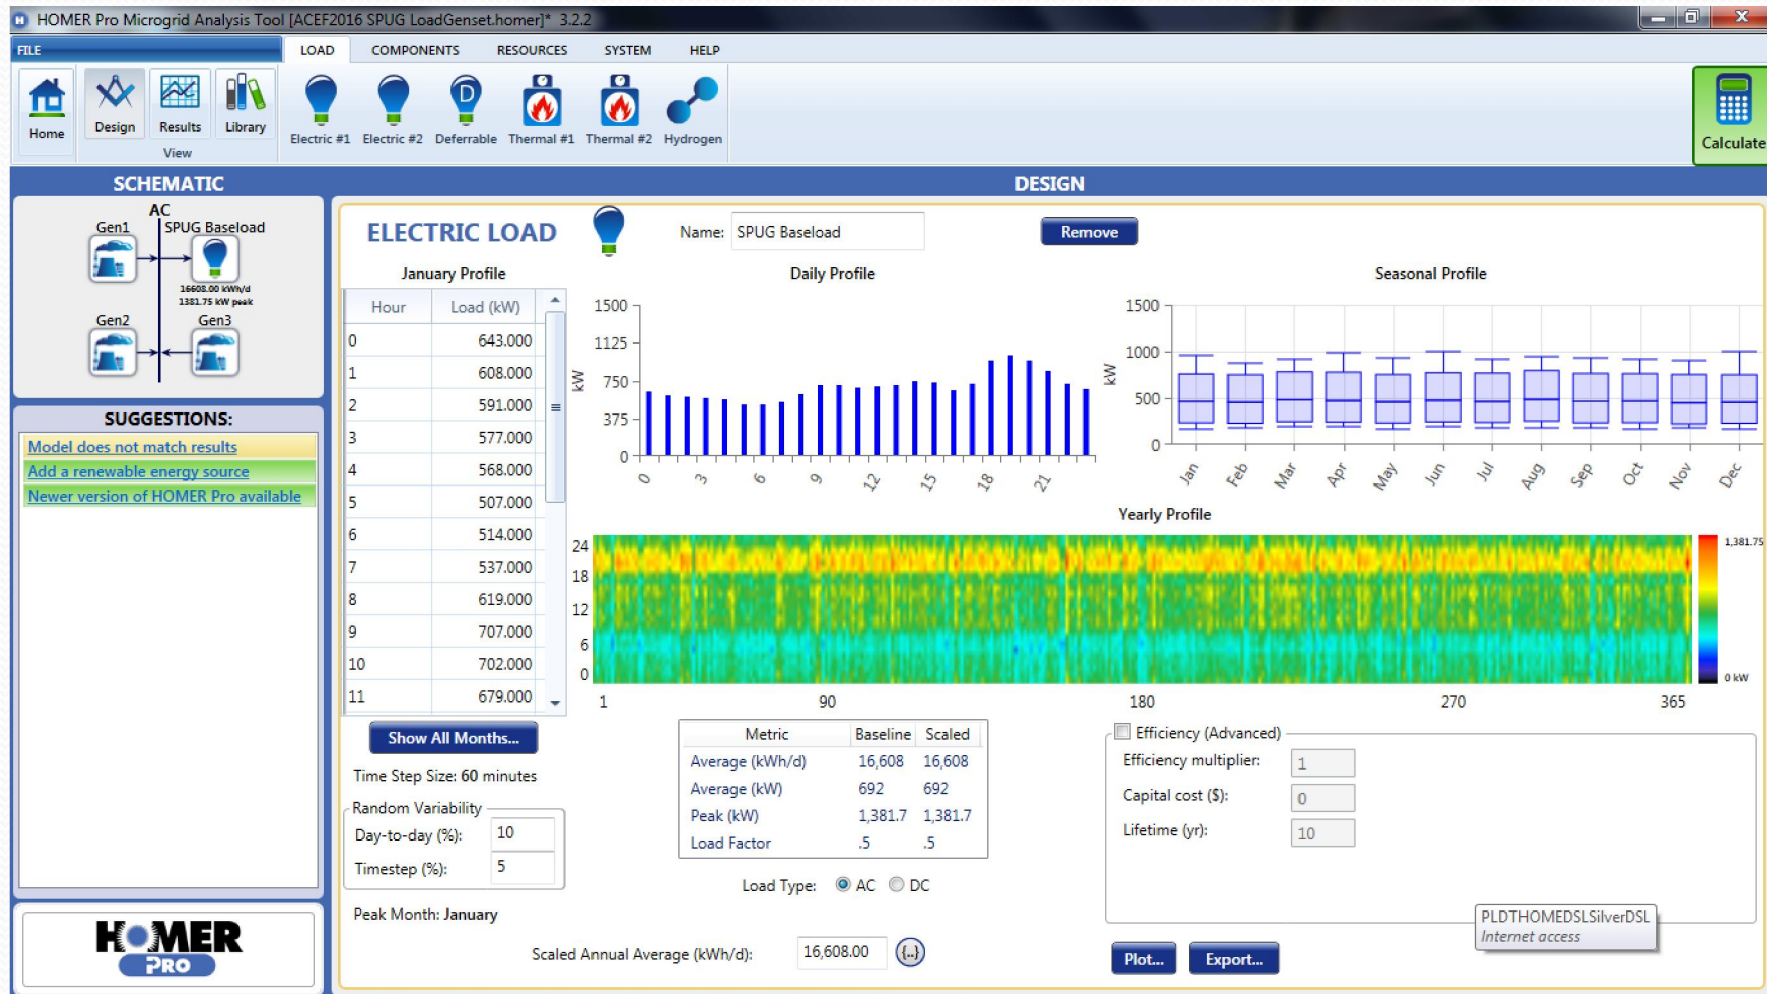 HOMER Pro Microgrid Analysis Tool [ACEF2016 SPUG LoadGenset.homer]* 3.2.2
FILE LOAD COMPONENTS RESOURCES SYSTEM HELP
Home Design Results Library Electric #1 Electric #2 Deferrable Thermal #1 Thermal #2 Hydrogen Calculate
View
SCHEMATIC
AC
Gen1 SPUG Baseload
16608.00 kWh/d
1381.75 kW peak
Gen2 Gen3
SUGGESTIONS:
Model does not match results
Add a renewable energy source
Newer version of HOMER Pro available
HOMER
PRO
DESIGN
ELECTRIC LOAD
Name: SPUG Baseload
Remove
January Profile
Hour Load (kW)
0 643.000
1 608.000
2 591.000
3 577.000
4 568.000
5 507.000
6 514.000
7 537.000
8 619.000
9 707.000
10 702.000
11 679.000
Show All Months...
Time Step Size: 60 minutes
Random Variability
Day-to-day (%): 10
Timestep (%): 5
Peak Month: January
Daily Profile
kW
1500
1125
750
375
0
0 3 6 9 12 15 18 21
Seasonal Profile
kW
1500
1000
500
0
Jan Feb Mar Apr May Jun Jul Aug Sep Oct Nov Dec
Yearly Profile
24
18
12
6
0
1 90 180 270 365
1,381.75
0 kW
Metric Baseline Scaled
Average (kWh/d) 16,608 16,608
Average (kW) 692 692
Peak (kW) 1,381.7 1,381.7
Load Factor .5 .5
Load Type: AC DC
Scaled Annual Average (kWh/d): 16,608.00 {..}
Efficiency (Advanced)
Efficiency multiplier: 1
Capital cost ($): 0
Lifetime (yr): 10
PLDTHOMEDSLSilverDSL
Internet access
Plot... Export...